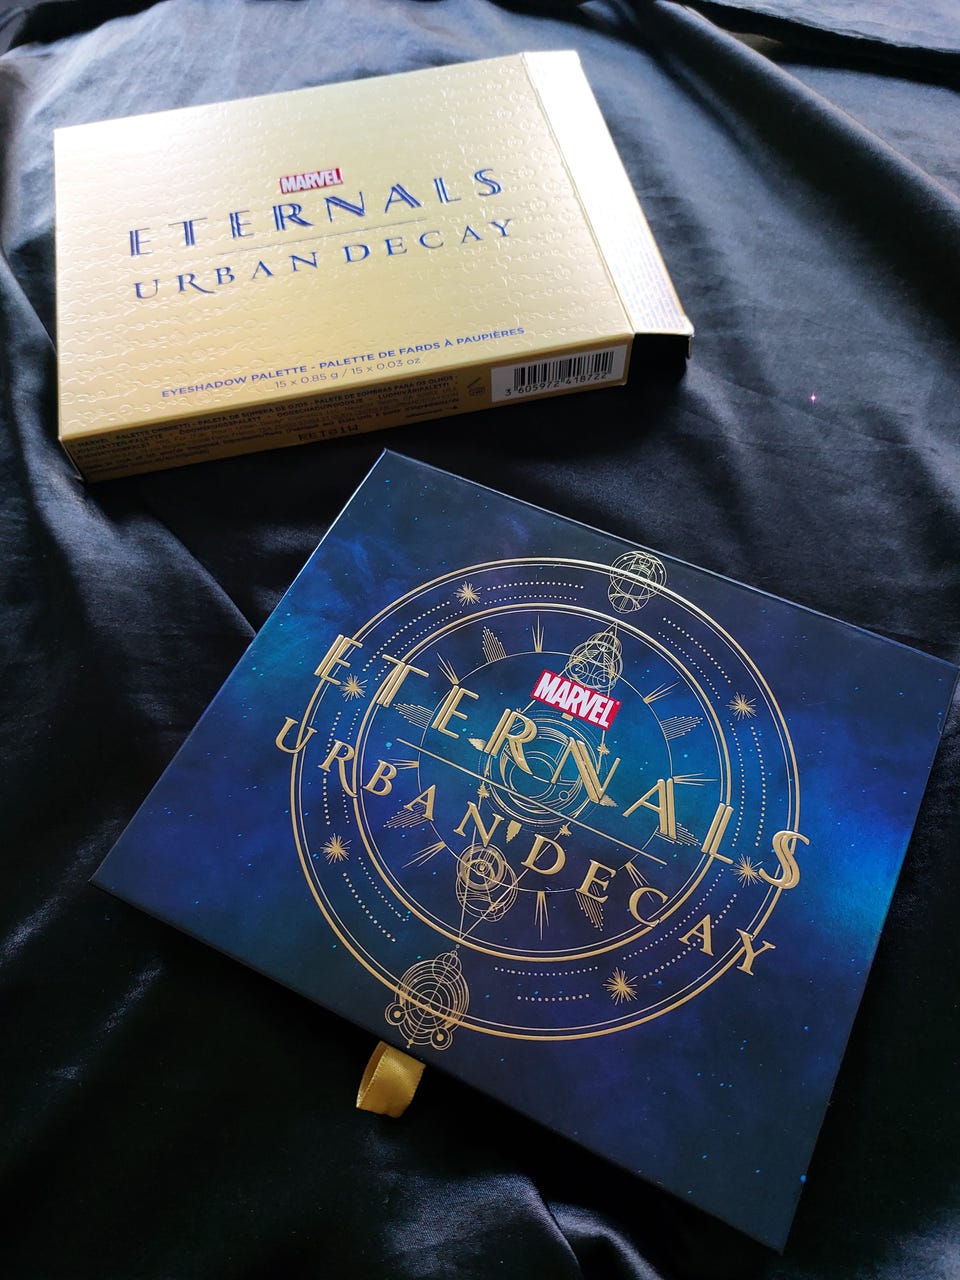 MARVEL
ETERNALS
URBAN DECAY
EYESHADOW PALETTE - PALETTE DE FARDS À PAUPIÈRES
15 x 0.85 g / 15 x 0.03 oz
3 605972 418722
RET01W
MARVEL
ETERNALS
URBAN DECAY